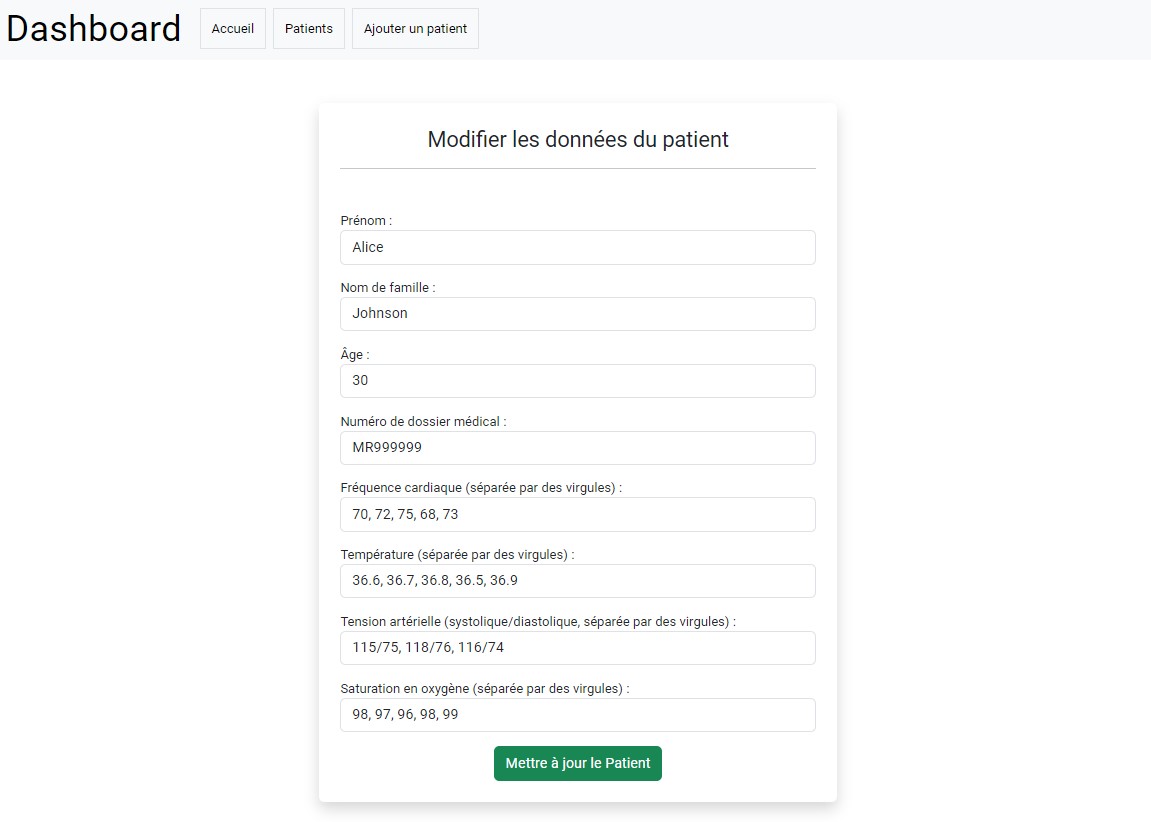 Dashboard Accueil Patients Ajouter un patient
Modifier les données du patient
Prénom :
Alice
Nom de famille :
Johnson
Âge :
30
Numéro de dossier médical :
MR999999
Fréquence cardiaque (séparée par des virgules) :
70, 72, 75, 68, 73
Température (séparée par des virgules) :
36.6, 36.7, 36.8, 36.5, 36.9
Tension artérielle (systolique/diastolique, séparée par des virgules) :
115/75, 118/76, 116/74
Saturation en oxygène (séparée par des virgules) :
98, 97, 96, 98, 99
Mettre à jour le Patient